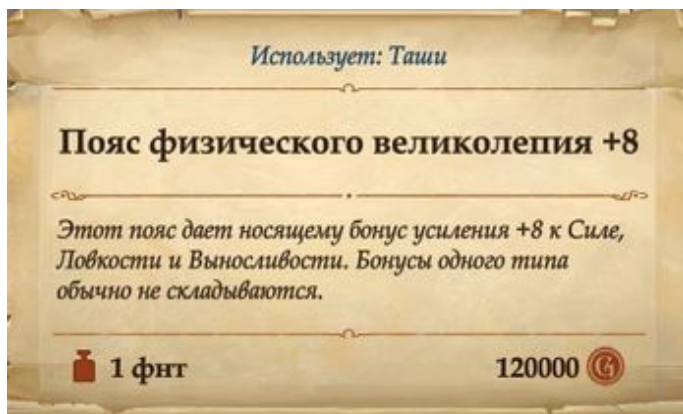 Использует: Таши
Пояс физического великолепия +8
Этот пояс дает носящему бонус усиления +8 к Силе,
Ловкости и Выносливости. Бонусы одного типа
обычно не складываются.
1 фнт 120000 G